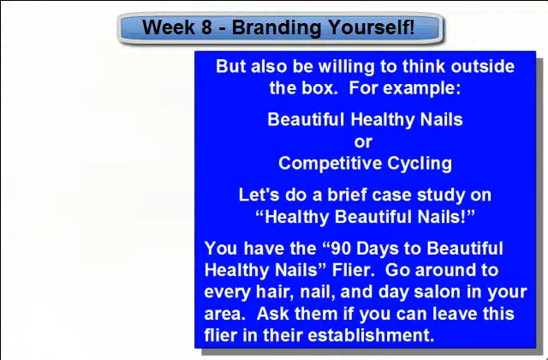 Week 8 - Branding Yourself!
But also be willing to think outside
the box.  For example:
Beautiful Healthy Nails
or
Competitive Cycling
Let's do a brief case study on
“Healthy Beautiful Nails!”
You have the “90 Days to Beautiful
Healthy Nails” Flier.  Go around to
every hair, nail, and day salon in your
area.  Ask them if you can leave this
flier in their establishment.